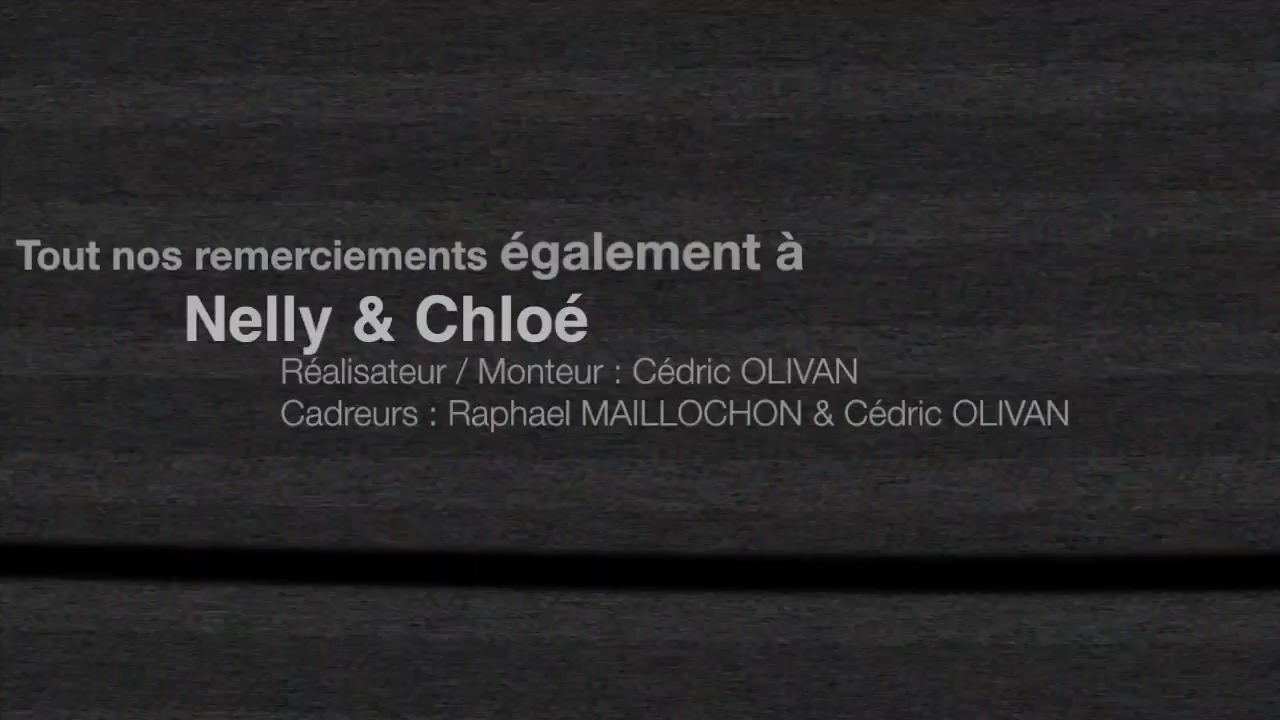 Tout nos remerciements également à
Nelly & Chloé
Réalisateur / Monteur : Cédric OLIVAN
Cadreurs : Raphael MAILLOCHON & Cédric OLIVAN